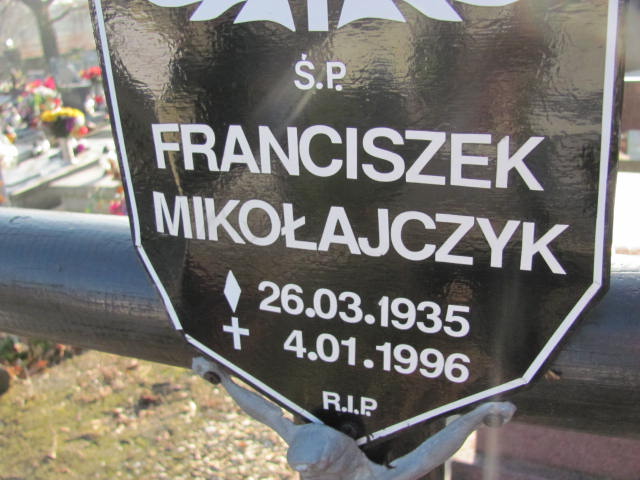 Ś.P.
FRANCISZEK
MIKOŁAJCZYK
26.03.1935
4.01.1996
R.I.P.